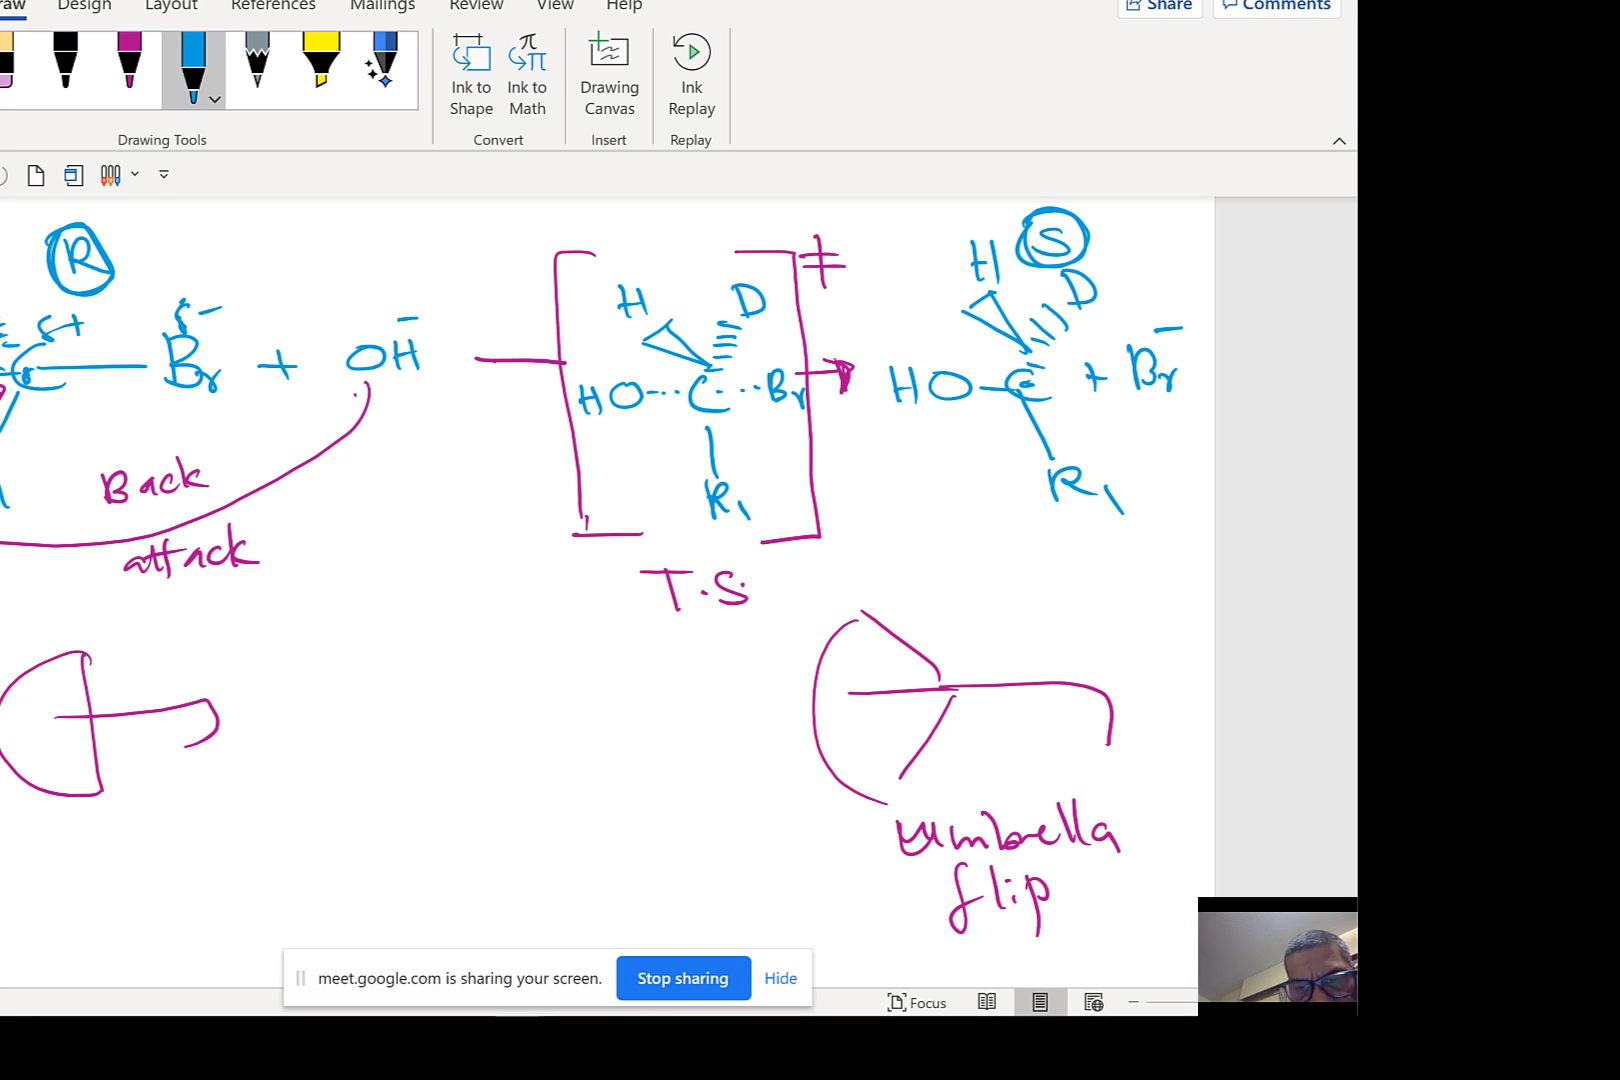 Design Layout References Mailings Review View Help
Share Comments
Ink to Shape
Ink to Math
Drawing Canvas
Ink Replay
Drawing Tools Convert Insert Replay
R
S
δ+ δ-
C — Br + OH-
H D
HO---C---Br
R1
‡
H D
HO-C + Br-
R1
Back
attack
T.S
umbrella
flip
meet.google.com is sharing your screen. Stop sharing Hide
Focus